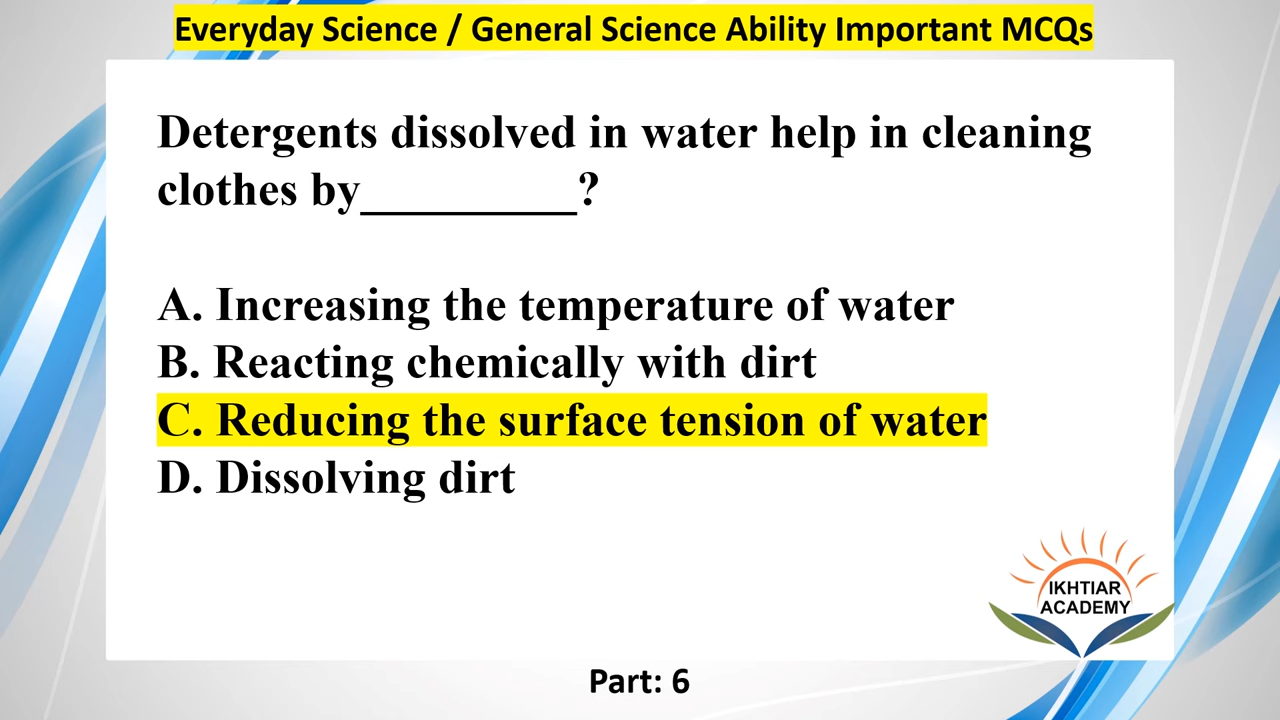 Everyday Science / General Science Ability Important MCQs
Detergents dissolved in water help in cleaning
clothes by_________?
A. Increasing the temperature of water
B. Reacting chemically with dirt
C. Reducing the surface tension of water
D. Dissolving dirt
IKHTIAR
ACADEMY
Part: 6